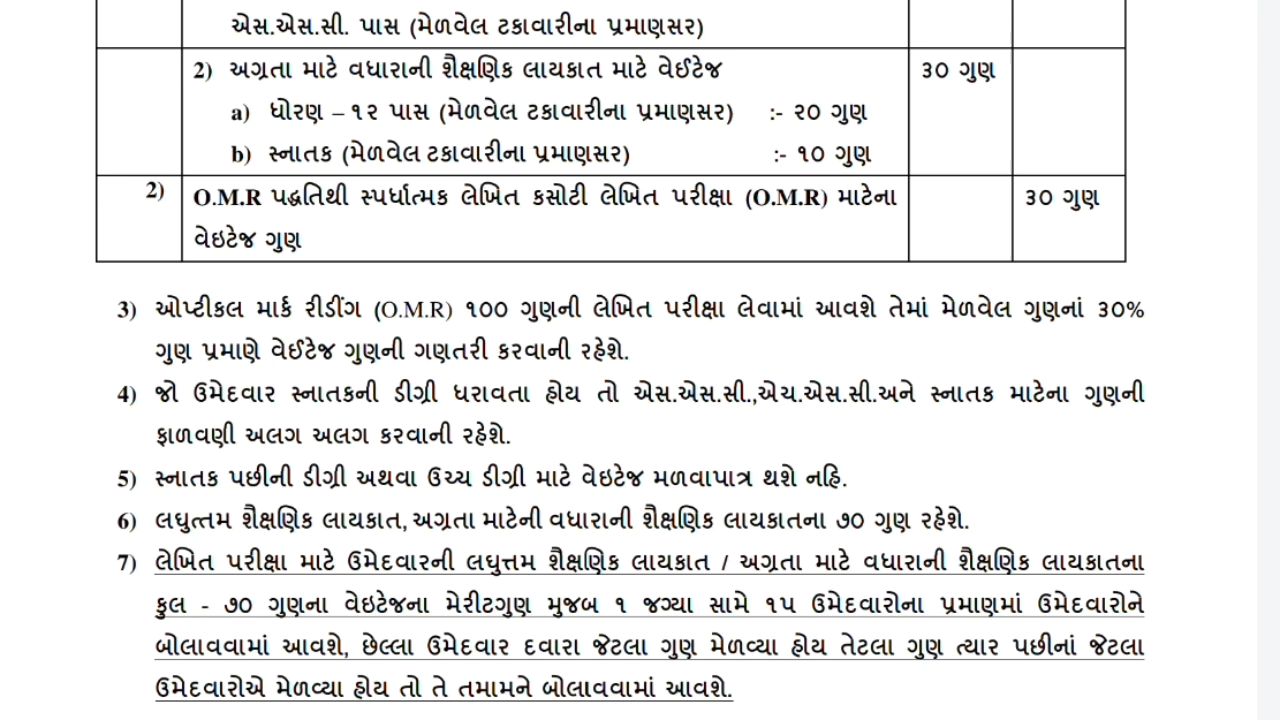 એસ.એસ.સી. પાસ (મેળવેલ ટકાવારીના પ્રમાણસર)
2) અગ્રતા માટે વધારાની શૈક્ષણિક લાયકાત માટે વેઈટેજ ૩૦ ગુણ
a) ધોરણ – ૧૨ પાસ (મેળવેલ ટકાવારીના પ્રમાણસર) :- ૨૦ ગુણ
b) સ્નાતક (મેળવેલ ટકાવારીના પ્રમાણસર) :- ૧૦ ગુણ
2) O.M.R પદ્ધતિથી સ્પર્ધાત્મક લેખિત કસોટી લેખિત પરીક્ષા (O.M.R) માટેના ૩૦ ગુણ
વેઇટેજ ગુણ
3) ઓપ્ટીકલ માર્ક રીડીંગ (O.M.R) ૧૦૦ ગુણની લેખિત પરીક્ષા લેવામાં આવશે તેમાં મેળવેલ ગુણનાં ૩૦%
ગુણ પ્રમાણે વેઈટેજ ગુણની ગણતરી કરવાની રહેશે.
4) જો ઉમેદવાર સ્નાતકની ડીગ્રી ધરાવતા હોય તો એસ.એસ.સી.,એચ.એસ.સી.અને સ્નાતક માટેના ગુણની
ફાળવણી અલગ અલગ કરવાની રહેશે.
5) સ્નાતક પછીની ડીગ્રી અથવા ઉચ્ચ ડીગ્રી માટે વેઇટેજ મળવાપાત્ર થશે નહિ.
6) લઘુત્તમ શૈક્ષણિક લાયકાત, અગ્રતા માટેની વધારાની શૈક્ષણિક લાયકાતના ૭૦ ગુણ રહેશે.
7) લેખિત પરીક્ષા માટે ઉમેદવારની લઘુત્તમ શૈક્ષણિક લાયકાત / અગ્રતા માટે વધારાની શૈક્ષણિક લાયકાતના
કુલ - ૭૦ ગુણના વેઇટેજના મેરીટગુણ મુજબ ૧ જગ્યા સામે ૧૫ ઉમેદવારોના પ્રમાણમાં ઉમેદવારોને
બોલાવવામાં આવશે, છેલ્લા ઉમેદવાર દવારા જેટલા ગુણ મેળવ્યા હોય તેટલા ગુણ ત્યાર પછીનાં જેટલા
ઉમેદવારોએ મેળવ્યા હોય તો તે તમામને બોલાવવામાં આવશે.